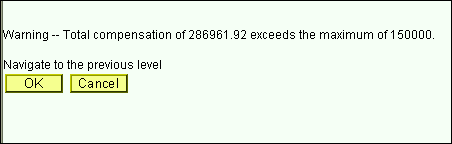 Warning -- Total compensation of 286961.92 exceeds the maximum of 150000.
Navigate to the previous level
OK Cancel